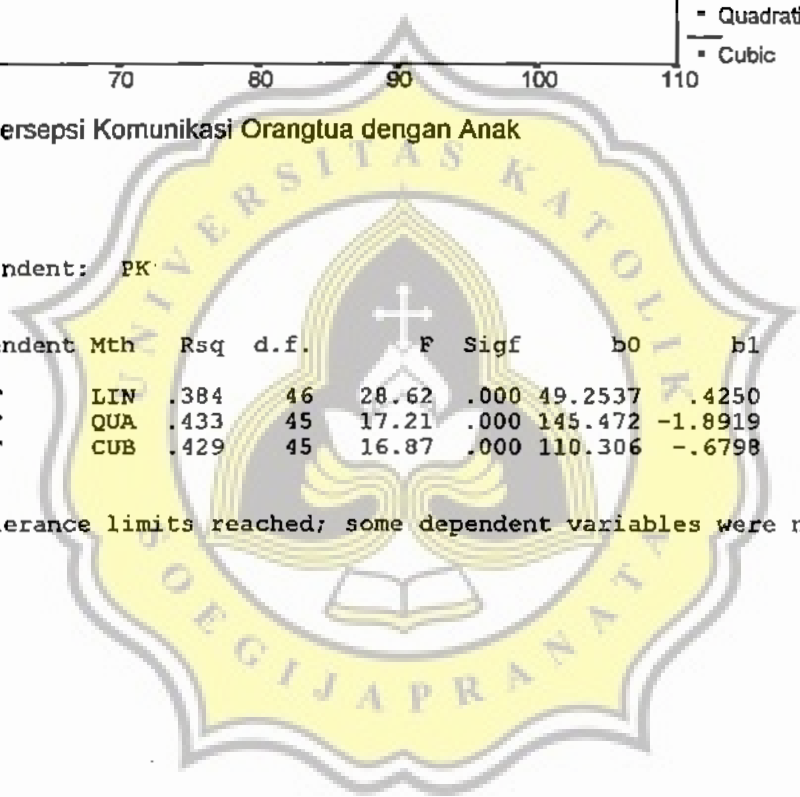 Quadrati
Cubic
70 80 90 100 110
ersepsi Komunikasi Orangtua dengan Anak
UNIVERSITAS KATOLIK
ndent: PK
ndent Mth Rsq d.f. F Sigf b0 b1
LIN .384 46 28.62 .000 49.2537 .4250
QUA .433 45 17.21 .000 145.472 -1.8919
CUB .429 45 16.87 .000 110.306 -.6798
lerance limits reached; some dependent variables were n
SOEGIJAPRANATA